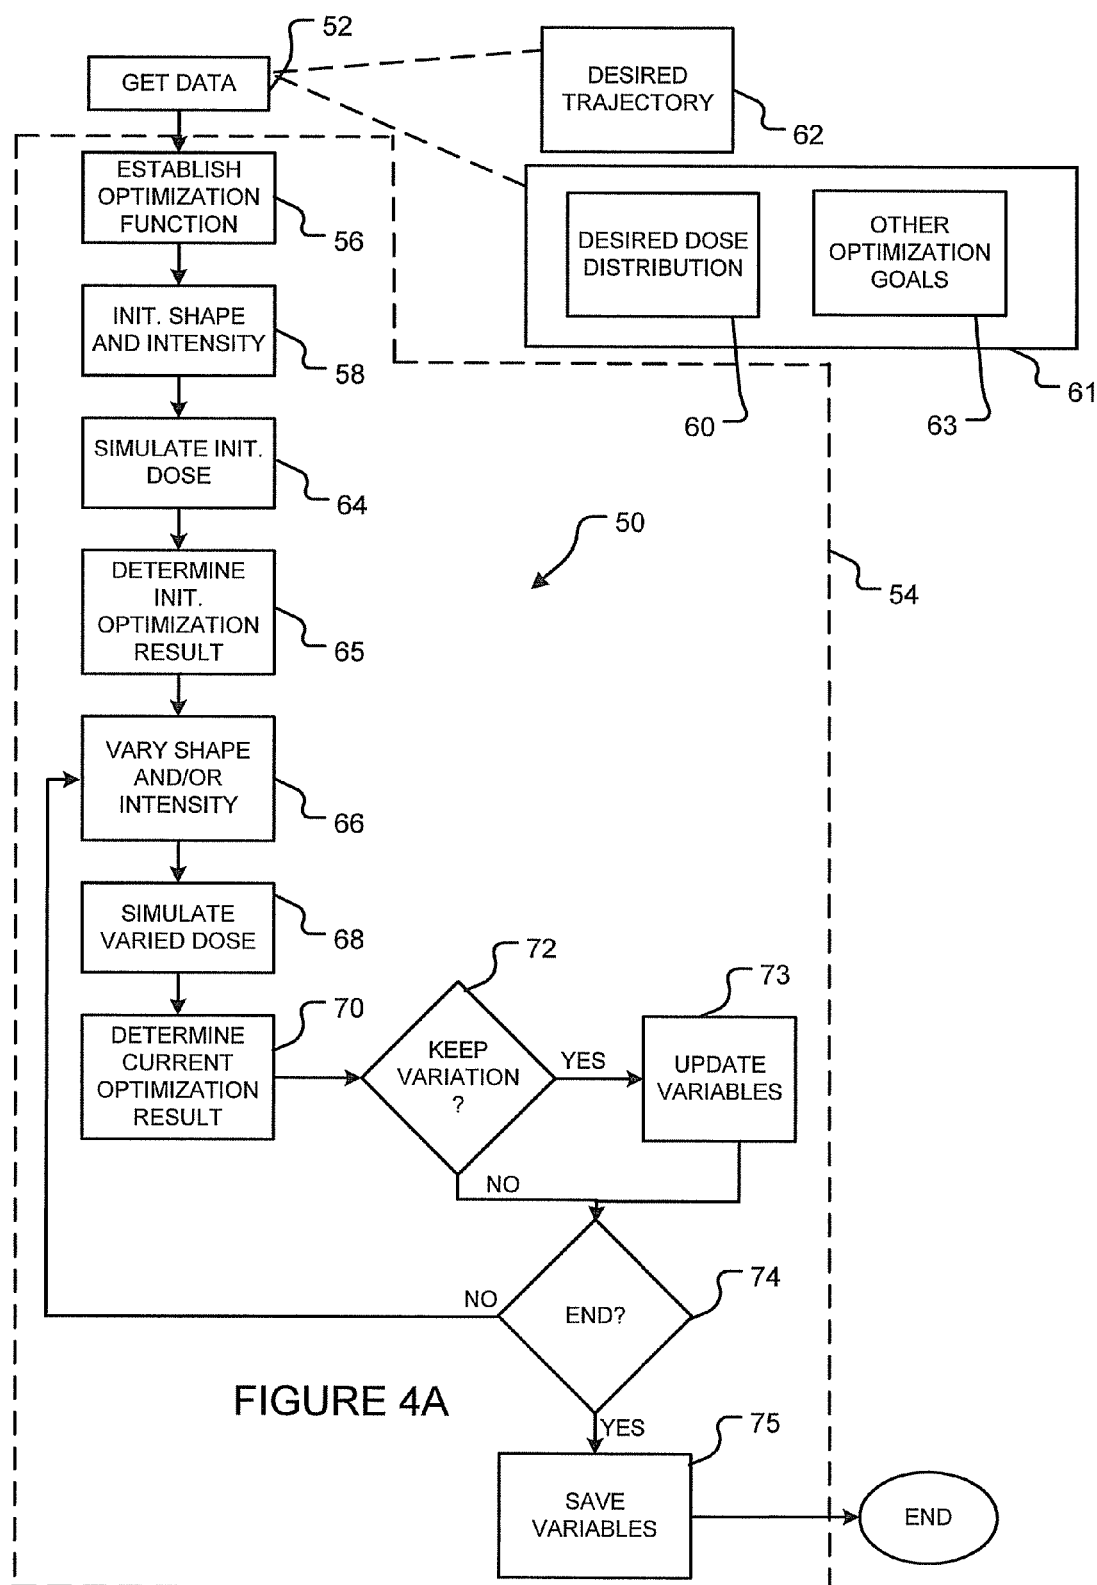 52
GET DATA
DESIRED
TRAJECTORY
62
ESTABLISH
OPTIMIZATION
FUNCTION
56
DESIRED DOSE
DISTRIBUTION
OTHER
OPTIMIZATION
GOALS
INIT. SHAPE
AND INTENSITY
58
61
60
63
SIMULATE INIT.
DOSE
64
50
54
DETERMINE
INIT.
OPTIMIZATION
RESULT
65
VARY SHAPE
AND/OR
INTENSITY
66
SIMULATE
VARIED DOSE
68
72
73
70
DETERMINE
CURRENT
OPTIMIZATION
RESULT
KEEP
VARIATION
?
YES
UPDATE
VARIABLES
NO
74
NO
END?
FIGURE 4A
YES
75
SAVE
VARIABLES
END